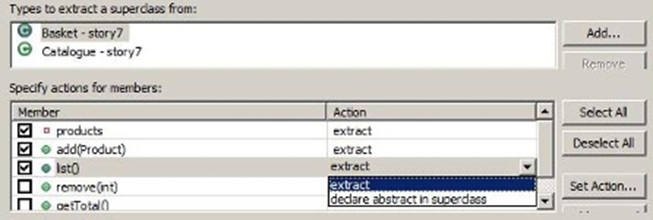 Types to extract a superclass from:
Basket - story7
Add...
Catalogue - story7
Remove
Specify actions for members:
Member Action
Select All
products extract
add(Product) extract
Deselect All
list() extract
remove(int) extract
Set Action...
getTotal() declare abstract in superclass